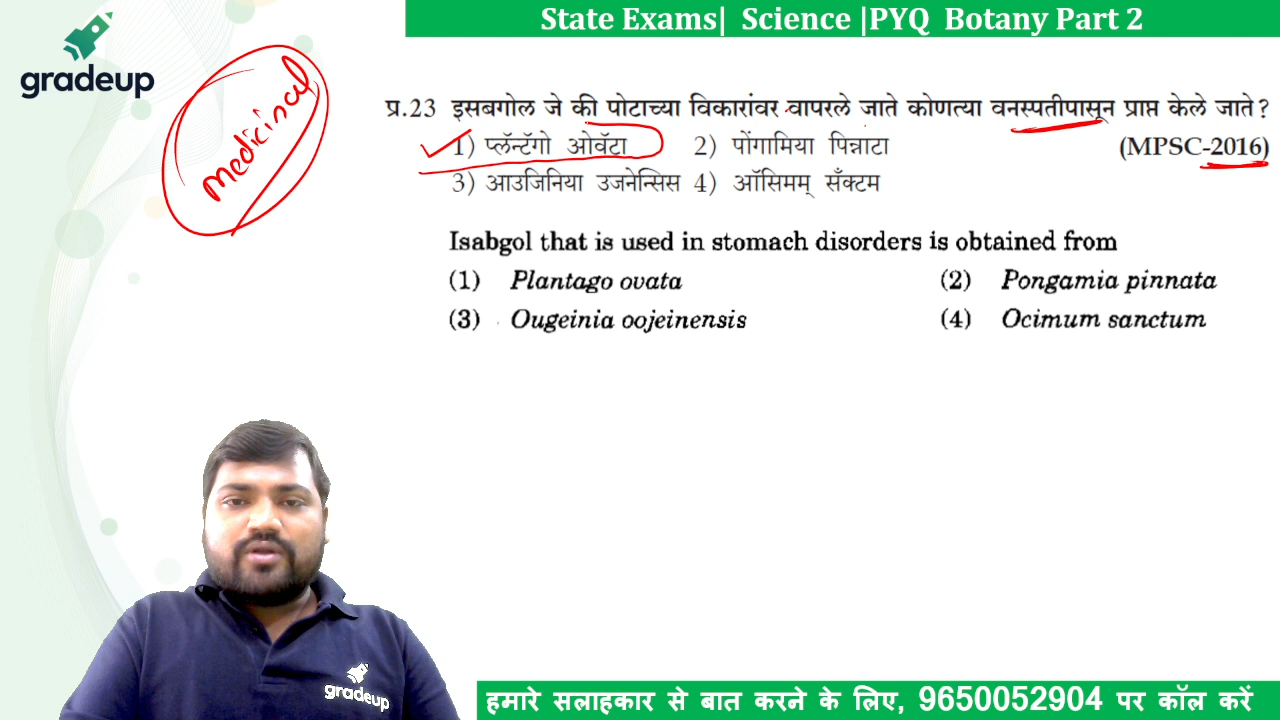 State Exams| Science |PYQ Botany Part 2
gradeup
medicinal
प्र.23 इसबगोल जे की पोटाच्या विकारांवर वापरले जाते कोणत्या वनस्पतीपासून प्राप्त केले जाते?
1) प्लॅन्टॅगो ओवॅटा 2) पोंगामिया पिन्नाटा (MPSC-2016)
3) आउजिनिया उजनेन्सिस 4) ऑसिमम् सँक्टम
Isabgol that is used in stomach disorders is obtained from
(1) Plantago ovata (2) Pongamia pinnata
(3) Ougeinia oojeinensis (4) Ocimum sanctum
gradeup
हमारे सलाहकार से बात करने के लिए, 9650052904 पर कॉल करें